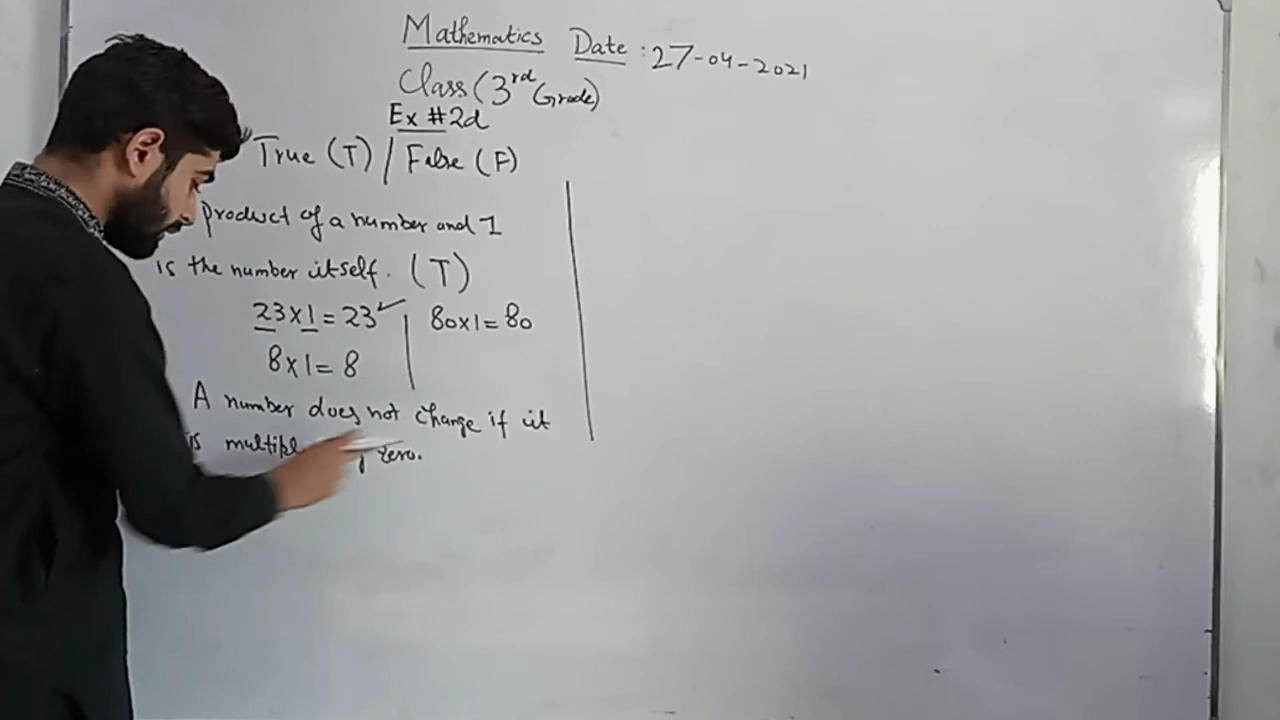 Mathematics Date : 27-04-2021
Class (3rd Grade)
Ex # 2d
True (T) / False (F)
product of a number and 1
is the number itself. (T)
23x1 = 23✓ | 80x1 = 80
8x1 = 8
A number does not change if it
is zero.